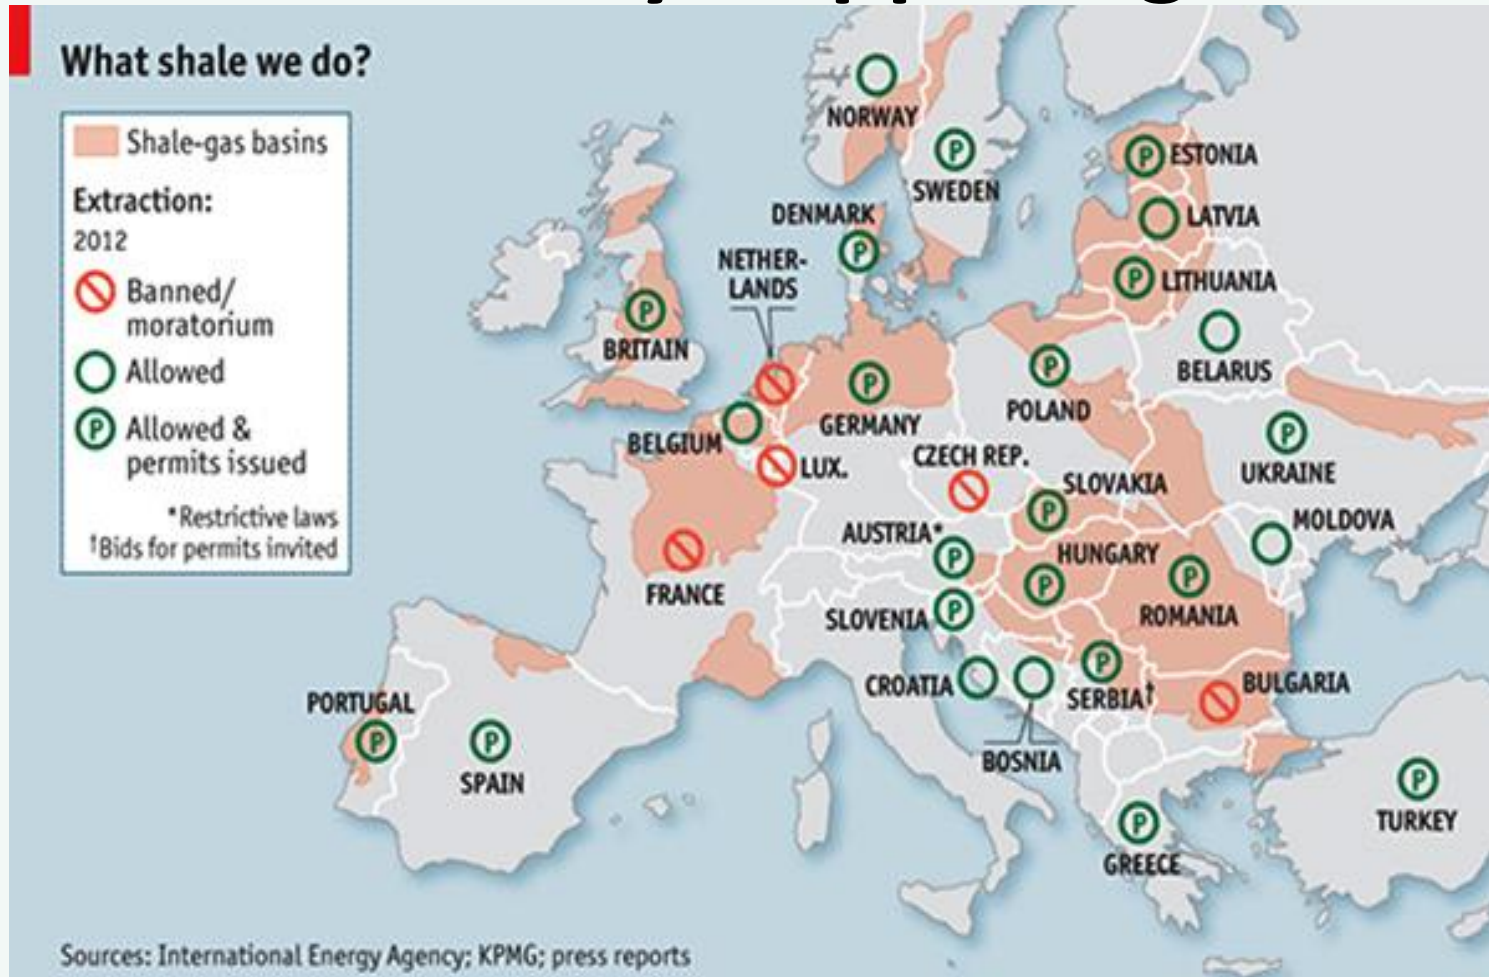 What shale we do?
Shale-gas basins
Extraction:
2012
Banned/
moratorium
Allowed
P Allowed &
permits issued
*Restrictive laws
†Bids for permits invited
NORWAY
P
SWEDEN
P ESTONIA
LATVIA
P LITHUANIA
DENMARK
P
NETHER-
LANDS
P
BRITAIN
BELARUS
P
GERMANY
P
POLAND
BELGIUM
LUX.
CZECH REP.
P
UKRAINE
SLOVAKIA
P
MOLDOVA
AUSTRIA*
P
HUNGARY
P
P
ROMANIA
FRANCE
SLOVENIA P
CROATIA
BOSNIA
P
SERBIA†
BULGARIA
PORTUGAL
P
P
SPAIN
P
GREECE
P
TURKEY
Sources: International Energy Agency; KPMG; press reports